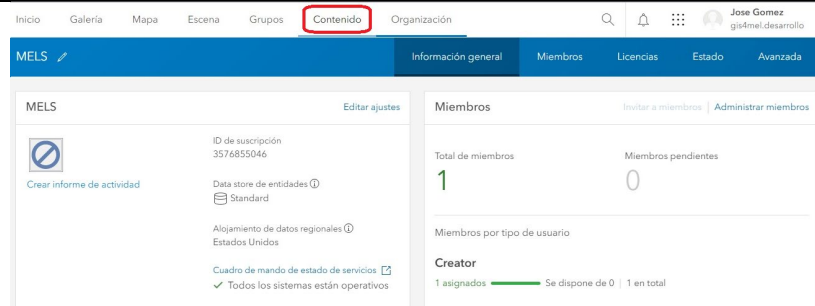 Inicio Galería Mapa Escena Grupos Contenido Organización Jose Gomez
gis4mel.desarrollo
MELS Información general Miembros Licencias Estado Avanzada
MELS Editar ajustes
Crear informe de actividad
ID de suscripción
3576855046
Data store de entidades
Standard
Alojamiento de datos regionales
Estados Unidos
Cuadro de mando de estado de servicios
Todos los sistemas están operativos
Miembros Invitar a miembros | Administrar miembros
Total de miembros Miembros pendientes
1 0
Miembros por tipo de usuario
Creator
1 asignados Se dispone de 0 | 1 en total